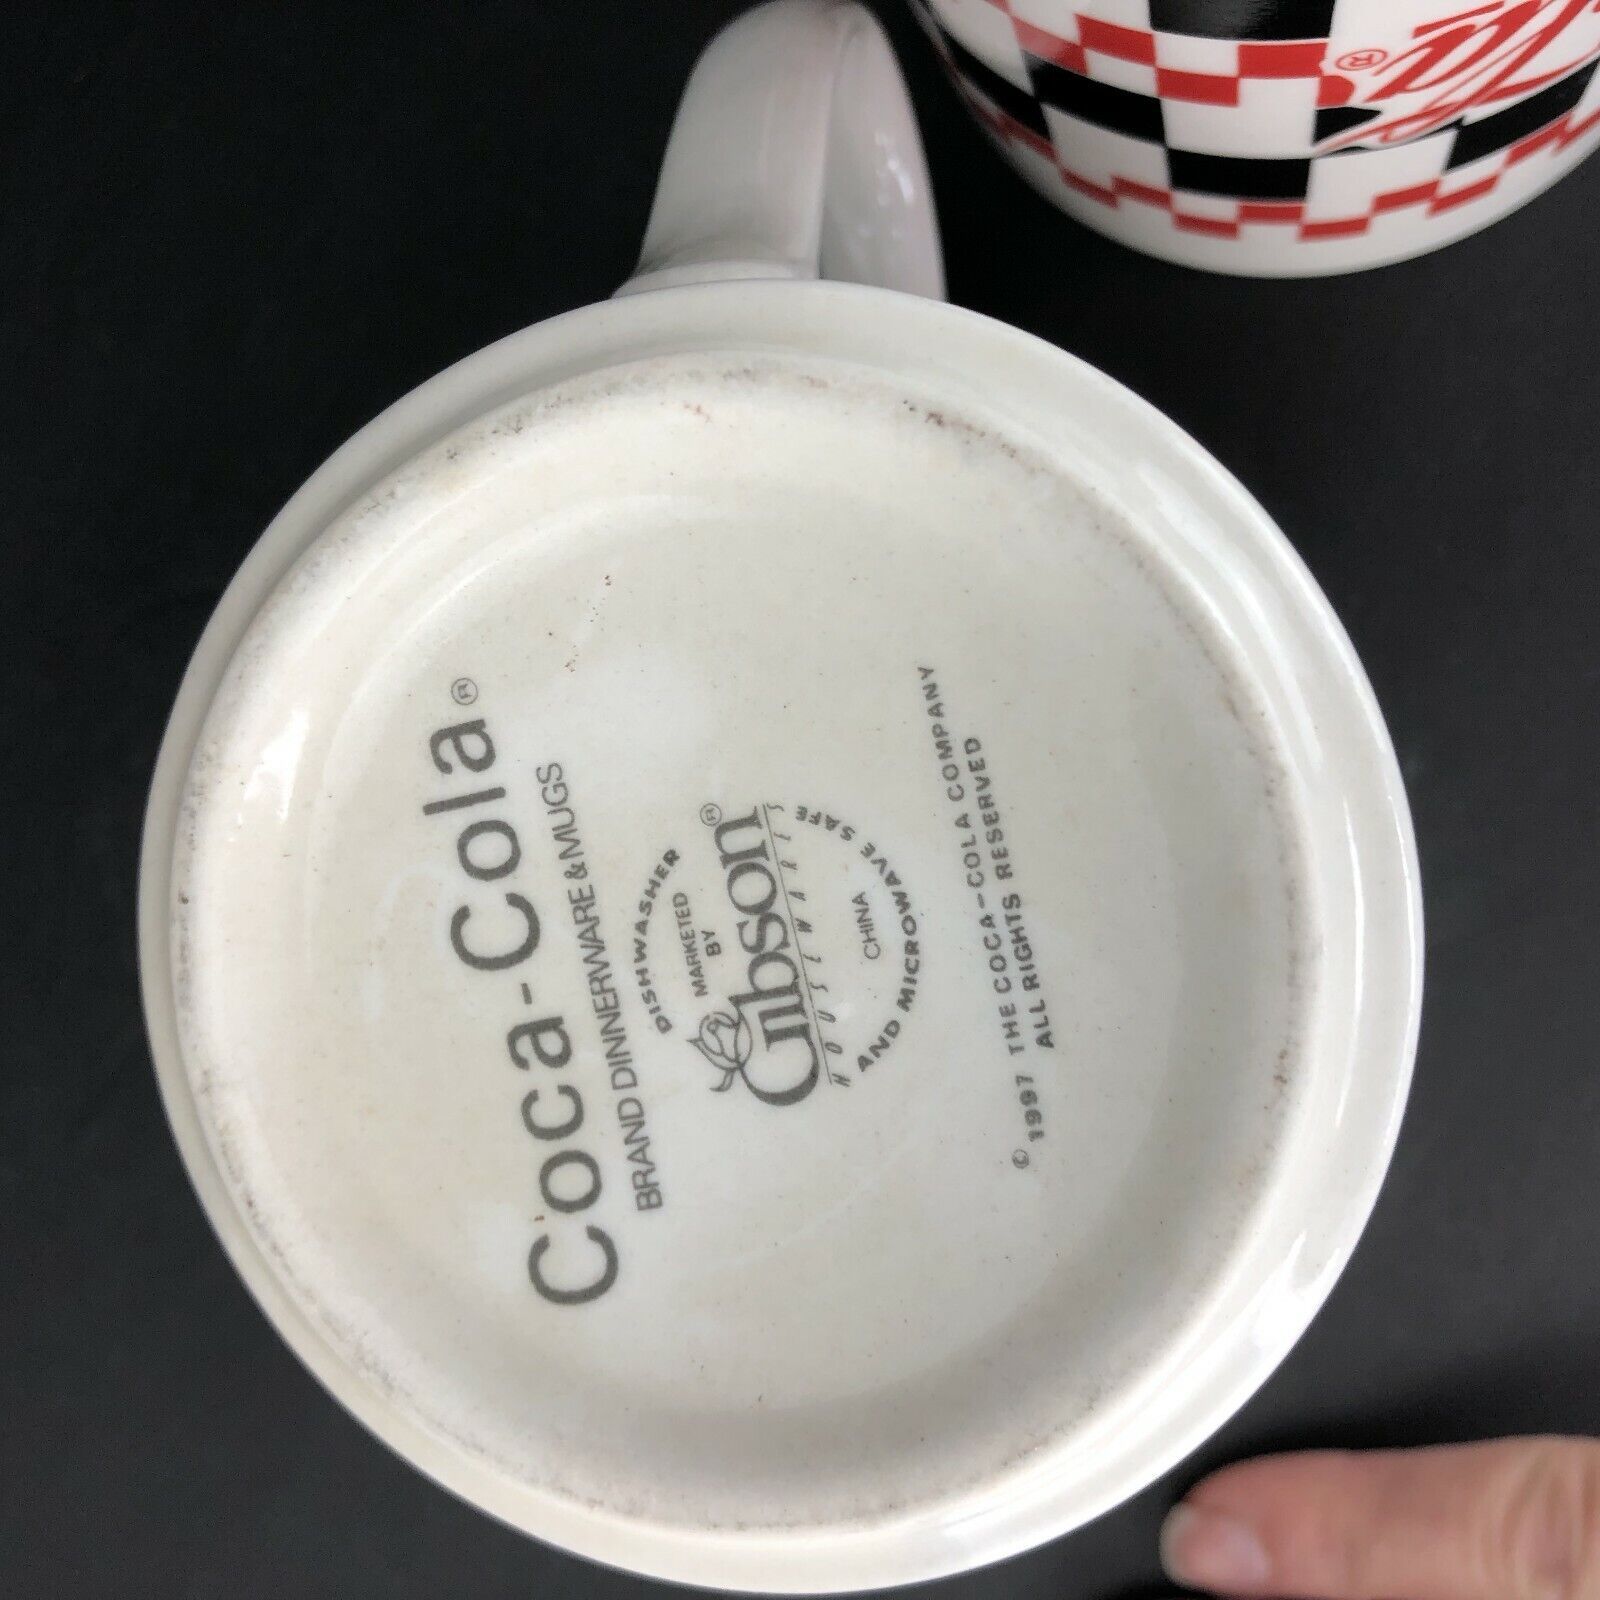 Coca-Cola®
BRAND DINNERWARE & MUGS
DISHWASHER
MARKETED
BY
Gibson®
HOUSEWARES
CHINA
AND MICROWAVE SAFE
© 1997 THE COCA-COLA COMPANY
ALL RIGHTS RESERVED
®